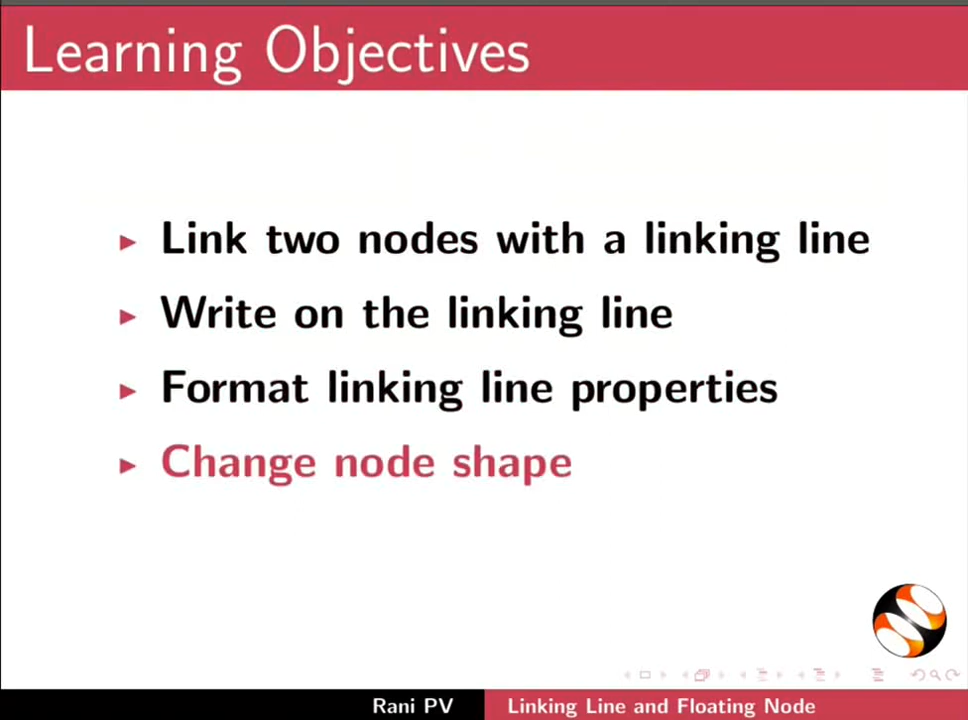 Learning Objectives
Link two nodes with a linking line
Write on the linking line
Format linking line properties
Change node shape
Rani PV
Linking Line and Floating Node